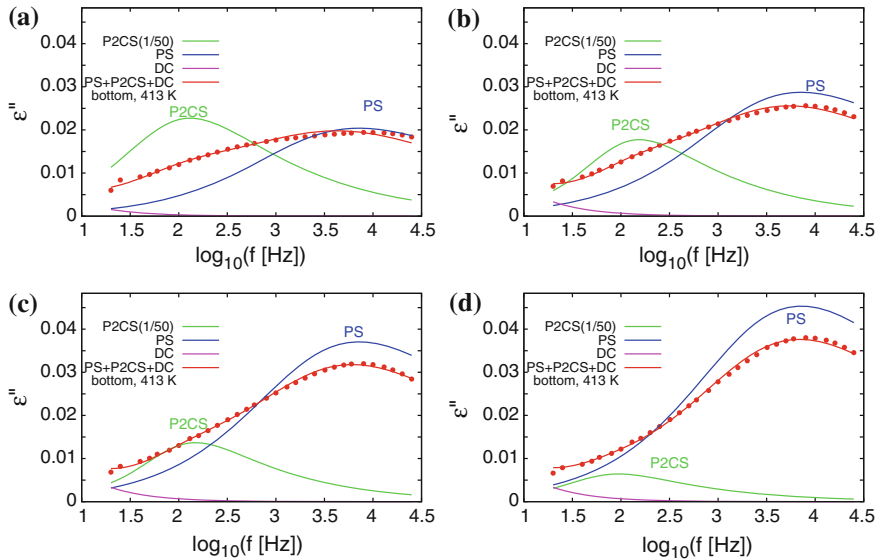 (a)
P2CS(1/50)
PS
DC
PS+P2CS+DC
bottom, 413 K
P2CS
PS
ε''
0.04
0.03
0.02
0.01
0
1 1.5 2 2.5 3 3.5 4 4.5
log10(f [Hz])
(b)
P2CS(1/50)
PS
DC
PS+P2CS+DC
bottom, 413 K
P2CS
PS
ε''
0.04
0.03
0.02
0.01
0
1 1.5 2 2.5 3 3.5 4 4.5
log10(f [Hz])
(c)
P2CS(1/50)
PS
DC
PS+P2CS+DC
bottom, 413 K
P2CS
PS
ε''
0.04
0.03
0.02
0.01
0
1 1.5 2 2.5 3 3.5 4 4.5
log10(f [Hz])
(d)
P2CS(1/50)
PS
DC
PS+P2CS+DC
bottom, 413 K
P2CS
PS
ε''
0.04
0.03
0.02
0.01
0
1 1.5 2 2.5 3 3.5 4 4.5
log10(f [Hz])